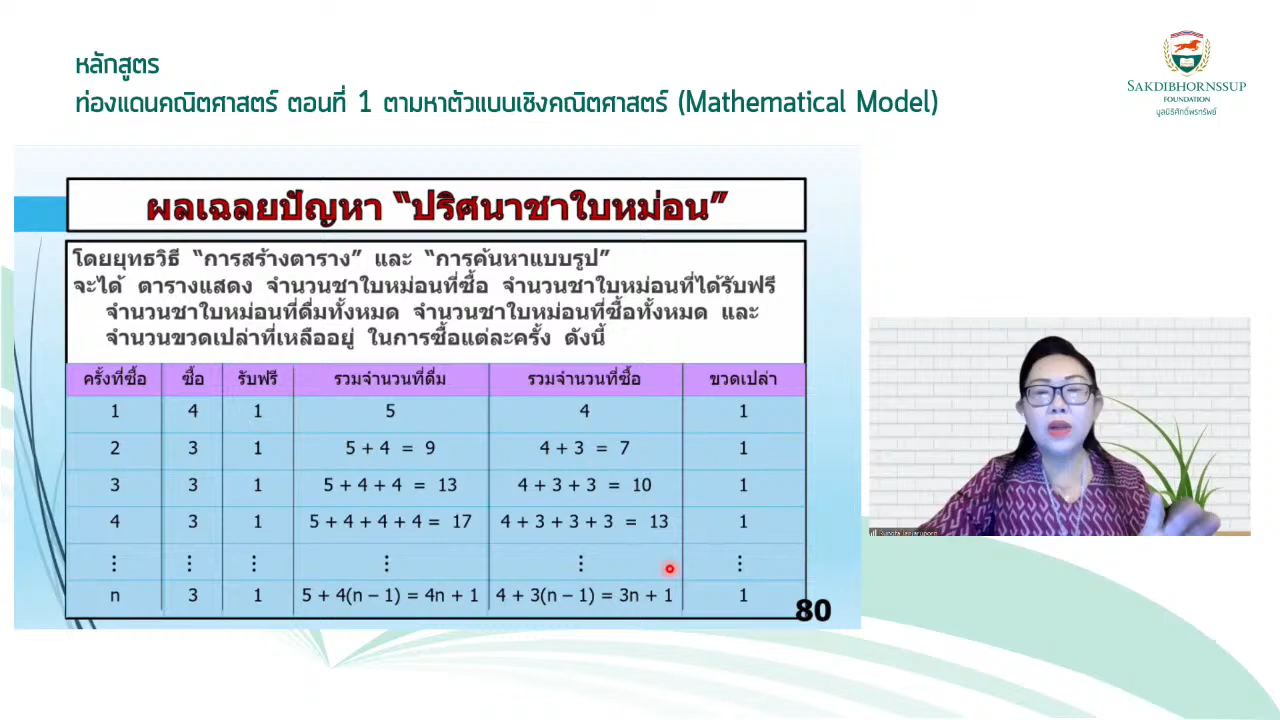 หลักสูตร
ท่องแดนคณิตศาสตร์ ตอนที่ 1 ตามหาตัวแบบเชิงคณิตศาสตร์ (Mathematical Model)
SAKDIBHORNSSUP
FOUNDATION
มูลนิธิศักดิ์พรทรัพย์
ผลเฉลยปัญหา “ปริศนาชาใบหม่อน”
โดยยุทธวิธี “การสร้างตาราง” และ “การค้นหาแบบรูป”
จะได้ ตารางแสดง จำนวนชาใบหม่อนที่ซื้อ จำนวนชาใบหม่อนที่ได้รับฟรี
จำนวนชาใบหม่อนที่ดื่มทั้งหมด จำนวนชาใบหม่อนที่ซื้อทั้งหมด และ
จำนวนขวดเปล่าที่เหลืออยู่ ในการซื้อแต่ละครั้ง ดังนี้
ครั้งที่ซื้อ ซื้อ รับฟรี รวมจำนวนที่ดื่ม รวมจำนวนที่ซื้อ ขวดเปล่า
1 4 1 5 4 1
2 3 1 5 + 4 = 9 4 + 3 = 7 1
3 3 1 5 + 4 + 4 = 13 4 + 3 + 3 = 10 1
4 3 1 5 + 4 + 4 + 4 = 17 4 + 3 + 3 + 3 = 13 1
⋮ ⋮ ⋮ ⋮ ⋮ ⋮
n 3 1 5 + 4(n – 1) = 4n + 1 4 + 3(n – 1) = 3n + 1 1
80